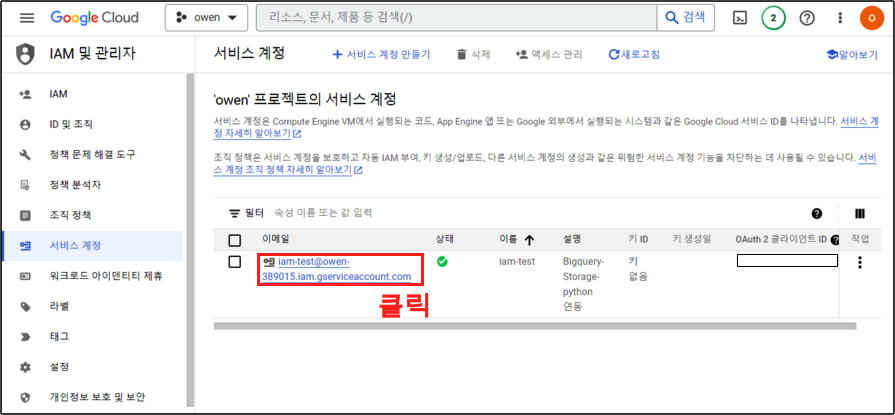 Google Cloud
owen
리소스, 문서, 제품 등 검색(/)
검색
2
O
IAM 및 관리자
서비스 계정
서비스 계정 만들기
삭제
액세스 관리
새로고침
알아보기
IAM
ID 및 조직
정책 문제 해결 도구
정책 분석자
조직 정책
서비스 계정
워크로드 아이덴티티 제휴
라벨
태그
설정
개인정보 보호 및 보안
'owen' 프로젝트의 서비스 계정
서비스 계정은 Compute Engine VM에서 실행되는 코드, App Engine 앱 또는 Google 외부에서 실행되는 시스템과 같은 Google Cloud 서비스 ID를 나타냅니다. 서비스 계
정 자세히 알아보기
조직 정책은 서비스 계정을 보호하고 자동 IAM 부여, 키 생성/업로드, 다른 서비스 계정의 생성과 같은 위험한 서비스 계정 기능을 차단하는 데 사용될 수 있습니다. 서비
스 계정 조직 정책 자세히 알아보기
필터 속성 이름 또는 값 입력
이메일 상태 이름 설명 키 ID 키 생성일 OAuth 2 클라이언트 ID 작업
iam-test@owen-
389015.iam.gserviceaccount.com
iam-test
Bigquery-
Storage-
python
연동
키
없음
클릭